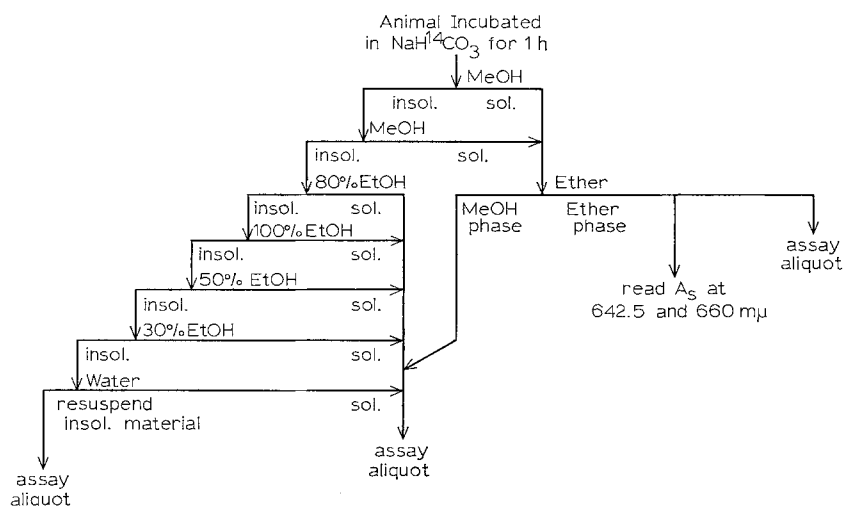 Animal Incubated
in NaH¹⁴CO₃ for 1h
MeOH
insol. sol.
MeOH
insol. sol.
80% EtOH
Ether
insol. sol.
MeOH phase
Ether phase
100% EtOH
assay
aliquot
insol. sol.
50% EtOH
read Aₛ at
642.5 and 660 mµ
insol. sol.
30% EtOH
insol. sol.
Water
resuspend
insol. material
sol.
assay
aliquot
assay
aliquot